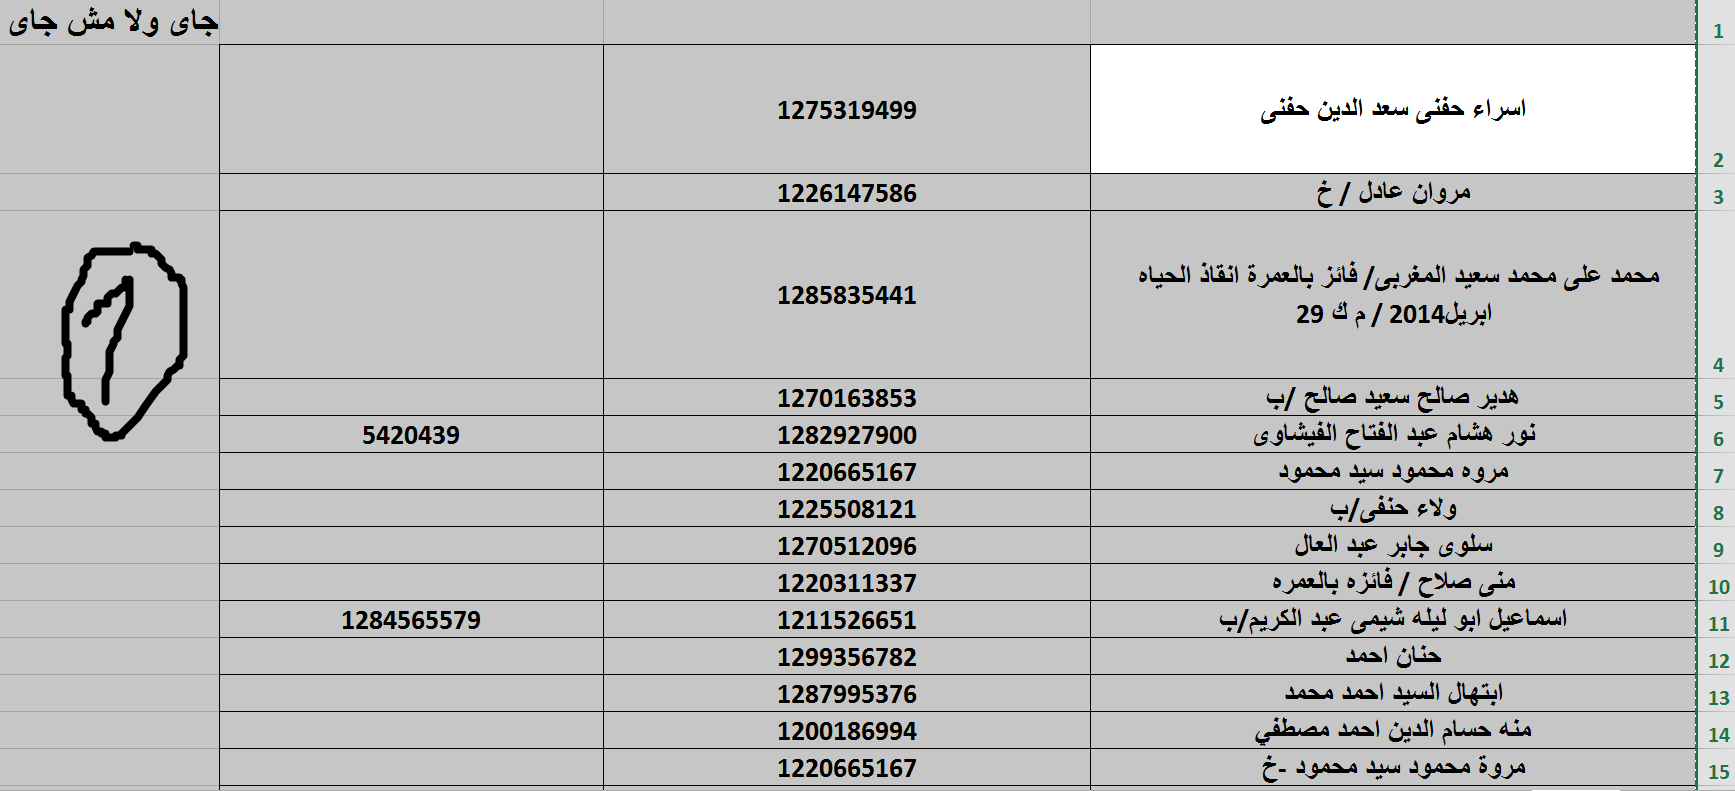 جاى ولا مش جاى
1
اسراء حفنى سعد الدين حفنى 1275319499
2
مروان عادل / خ 1226147586
3
محمد على محمد سعيد المغربى/ فائز بالعمرة انقاذ الحياه
ابريل2014 / م ك 29
1285835441
4
هدير صالح سعيد صالح /ب 1270163853
5
نور هشام عبد الفتاح الفيشاوى 1282927900 5420439
6
مروه محمود سيد محمود 1220665167
7
ولاء حنفى/ب 1225508121
8
سلوى جابر عبد العال 1270512096
9
منى صلاح / فائزه بالعمره 1220311337
10
اسماعيل ابو ليله شيمى عبد الكريم/ب 1211526651 1284565579
11
حنان احمد 1299356782
12
ابتهال السيد احمد محمد 1287995376
13
منه حسام الدين احمد مصطفي 1200186994
14
مروة محمود سيد محمود -خ 1220665167
15
1